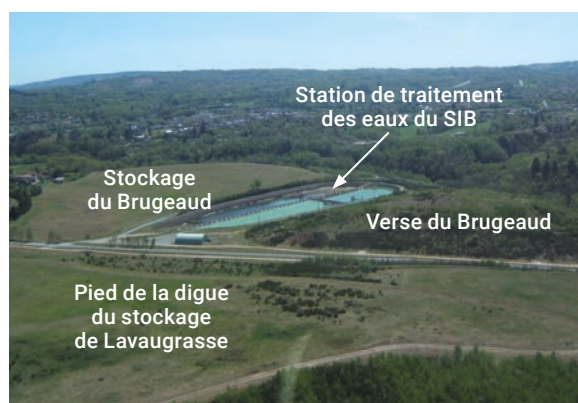 Station de traitement
des eaux du SIB
Stockage
du Brugeaud
Verse du Brugeaud
Pied de la digue
du stockage
de Lavaugrasse